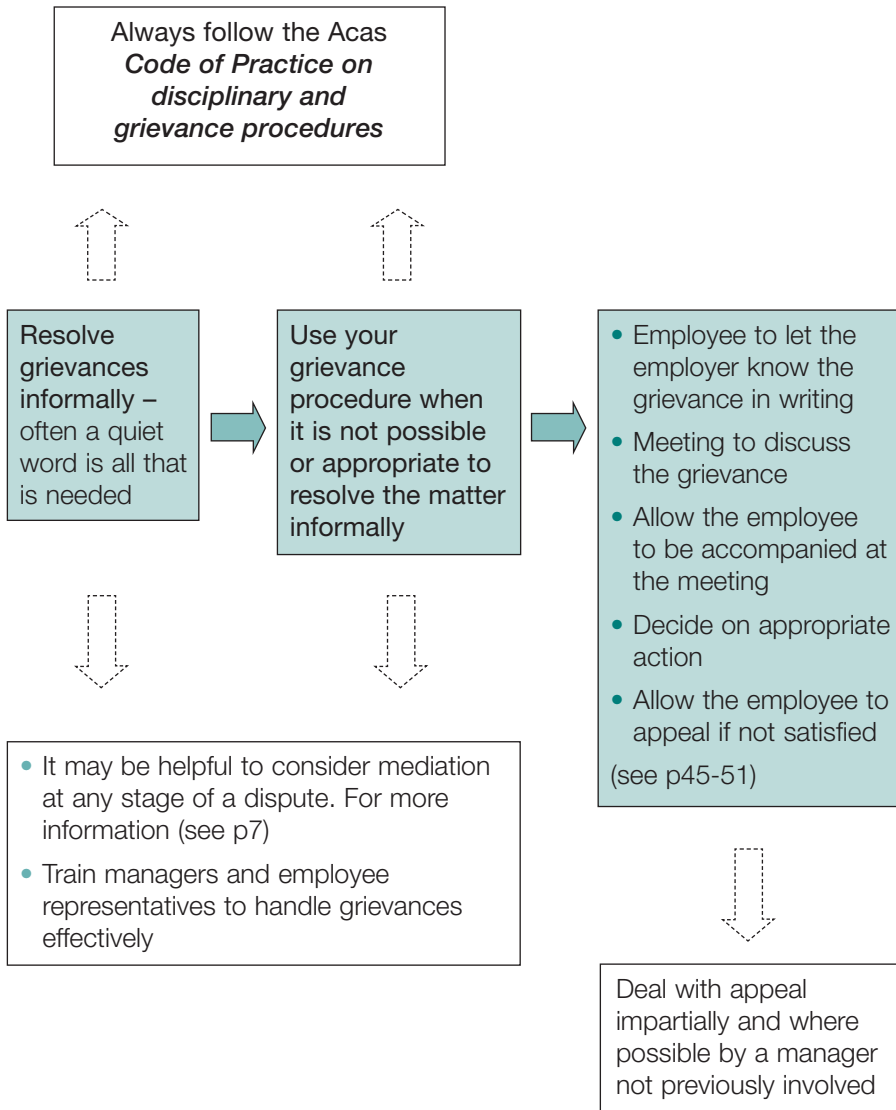 Always follow the Acas
Code of Practice on
disciplinary and
grievance procedures
Resolve
grievances
informally –
often a quiet
word is all that
is needed
Use your
grievance
procedure when
it is not possible
or appropriate to
resolve the matter
informally
• Employee to let the
employer know the
grievance in writing
• Meeting to discuss
the grievance
• Allow the employee
to be accompanied at
the meeting
• Decide on appropriate
action
• Allow the employee to
appeal if not satisfied
(see p45-51)
• It may be helpful to consider mediation
at any stage of a dispute. For more
information (see p7)
• Train managers and employee
representatives to handle grievances
effectively
Deal with appeal
impartially and where
possible by a manager
not previously involved